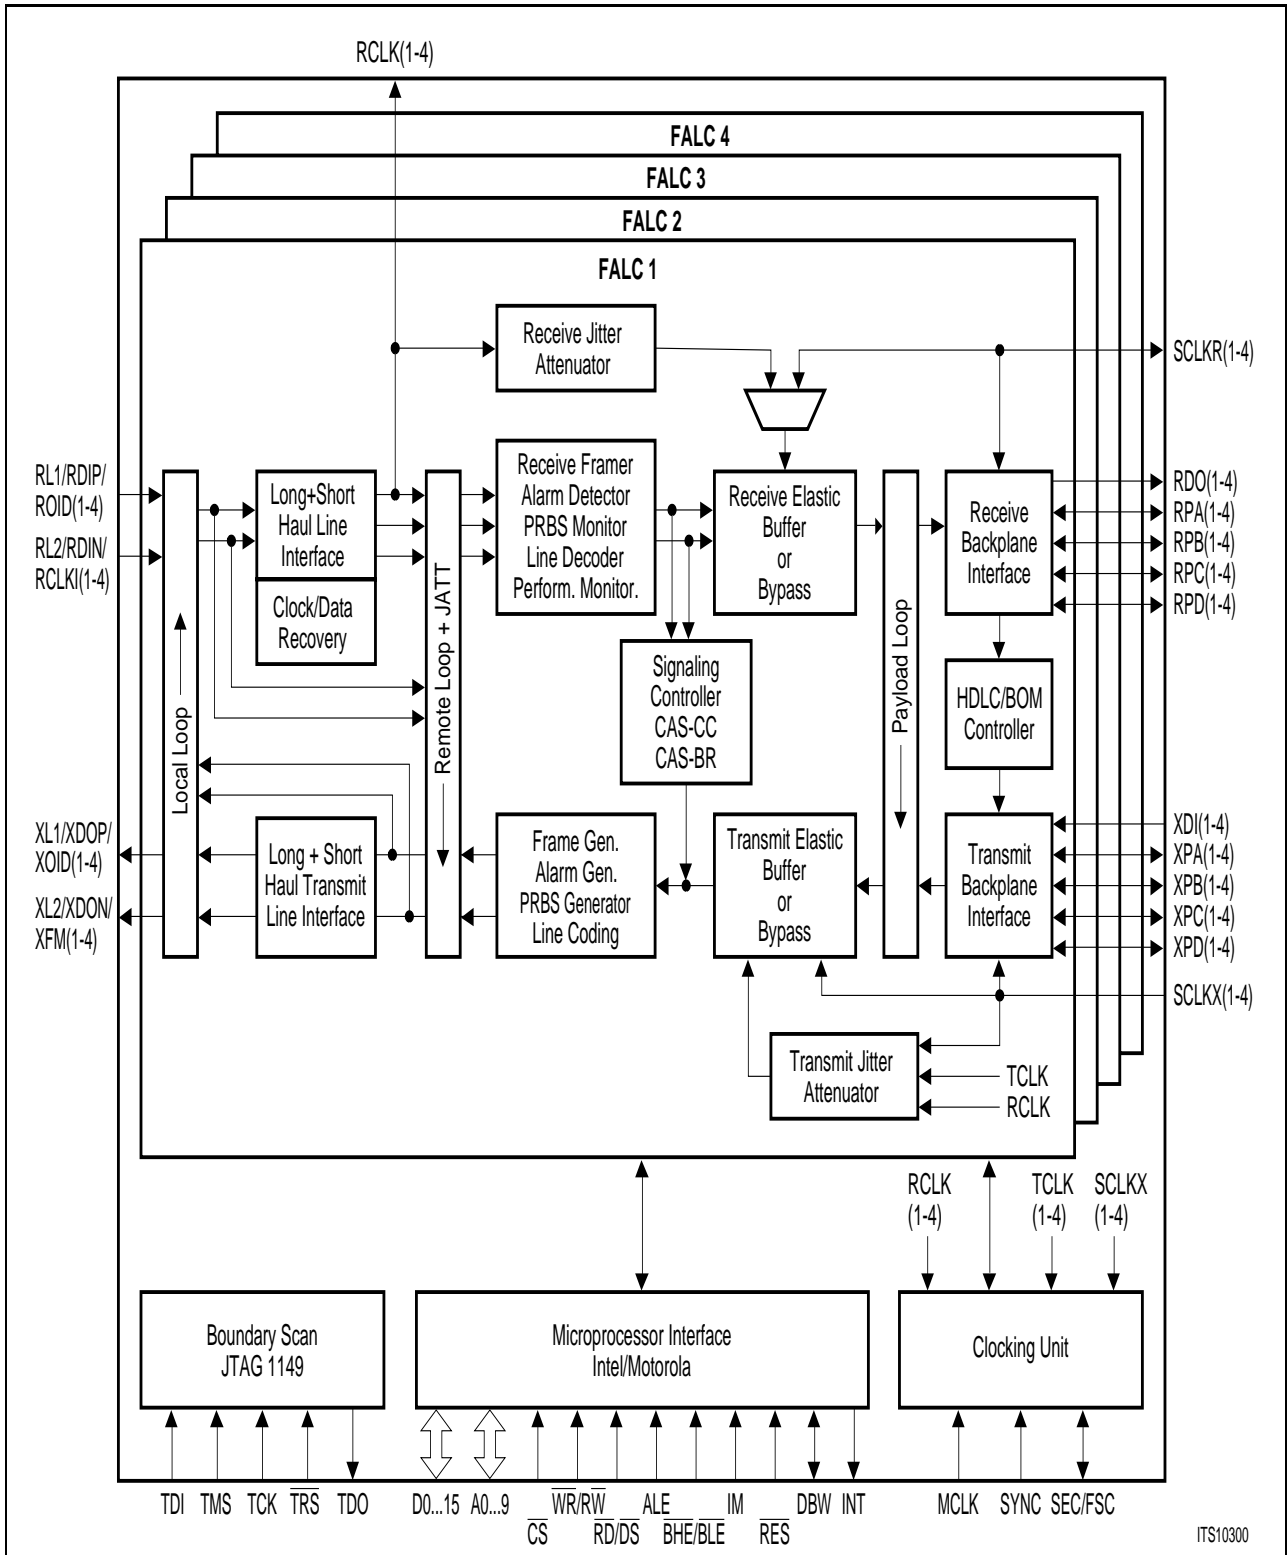 RCLK(1-4)
FALC 4
FALC 3
FALC 2
FALC 1
Receive Jitter
Attenuator
SCLKR(1-4)
RL1/RDIP/
ROID(1-4)
RL2/RDIN/
RCLKI(1-4)
Local Loop
Long+Short
Haul Line
Interface
Clock/Data
Recovery
Remote Loop + JATT
Receive Framer
Alarm Detector
PRBS Monitor
Line Decoder
Perform. Monitor.
Receive Elastic
Buffer
or
Bypass
Payload Loop
Receive
Backplane
Interface
RDO(1-4)
RPA(1-4)
RPB(1-4)
RPC(1-4)
RPD(1-4)
Signaling
Controller
CAS-CC
CAS-BR
HDLC/BOM
Controller
XL1/XDOP/
XOID(1-4)
XL2/XDON/
XFM(1-4)
Long + Short
Haul Transmit
Line Interface
Frame Gen.
Alarm Gen.
PRBS Generator
Line Coding
Transmit Elastic
Buffer
or
Bypass
Transmit
Backplane
Interface
XDI(1-4)
XPA(1-4)
XPB(1-4)
XPC(1-4)
XPD(1-4)
SCLKX(1-4)
Transmit Jitter
Attenuator
TCLK
RCLK
RCLK
(1-4)
TCLK
(1-4)
SCLKX
(1-4)
Boundary Scan
JTAG 1149
Microprocessor Interface
Intel/Motorola
Clocking Unit
TDI TMS TCK T̅R̅S̅ TDO D0...15 A0...9 W̅R̅/RW̅ ALE IM DBW INT MCLK SYNC SEC/FSC
C̅S̅ R̅D̅/D̅S̅ B̅H̅E̅/B̅L̅E̅ R̅E̅S̅
ITS10300